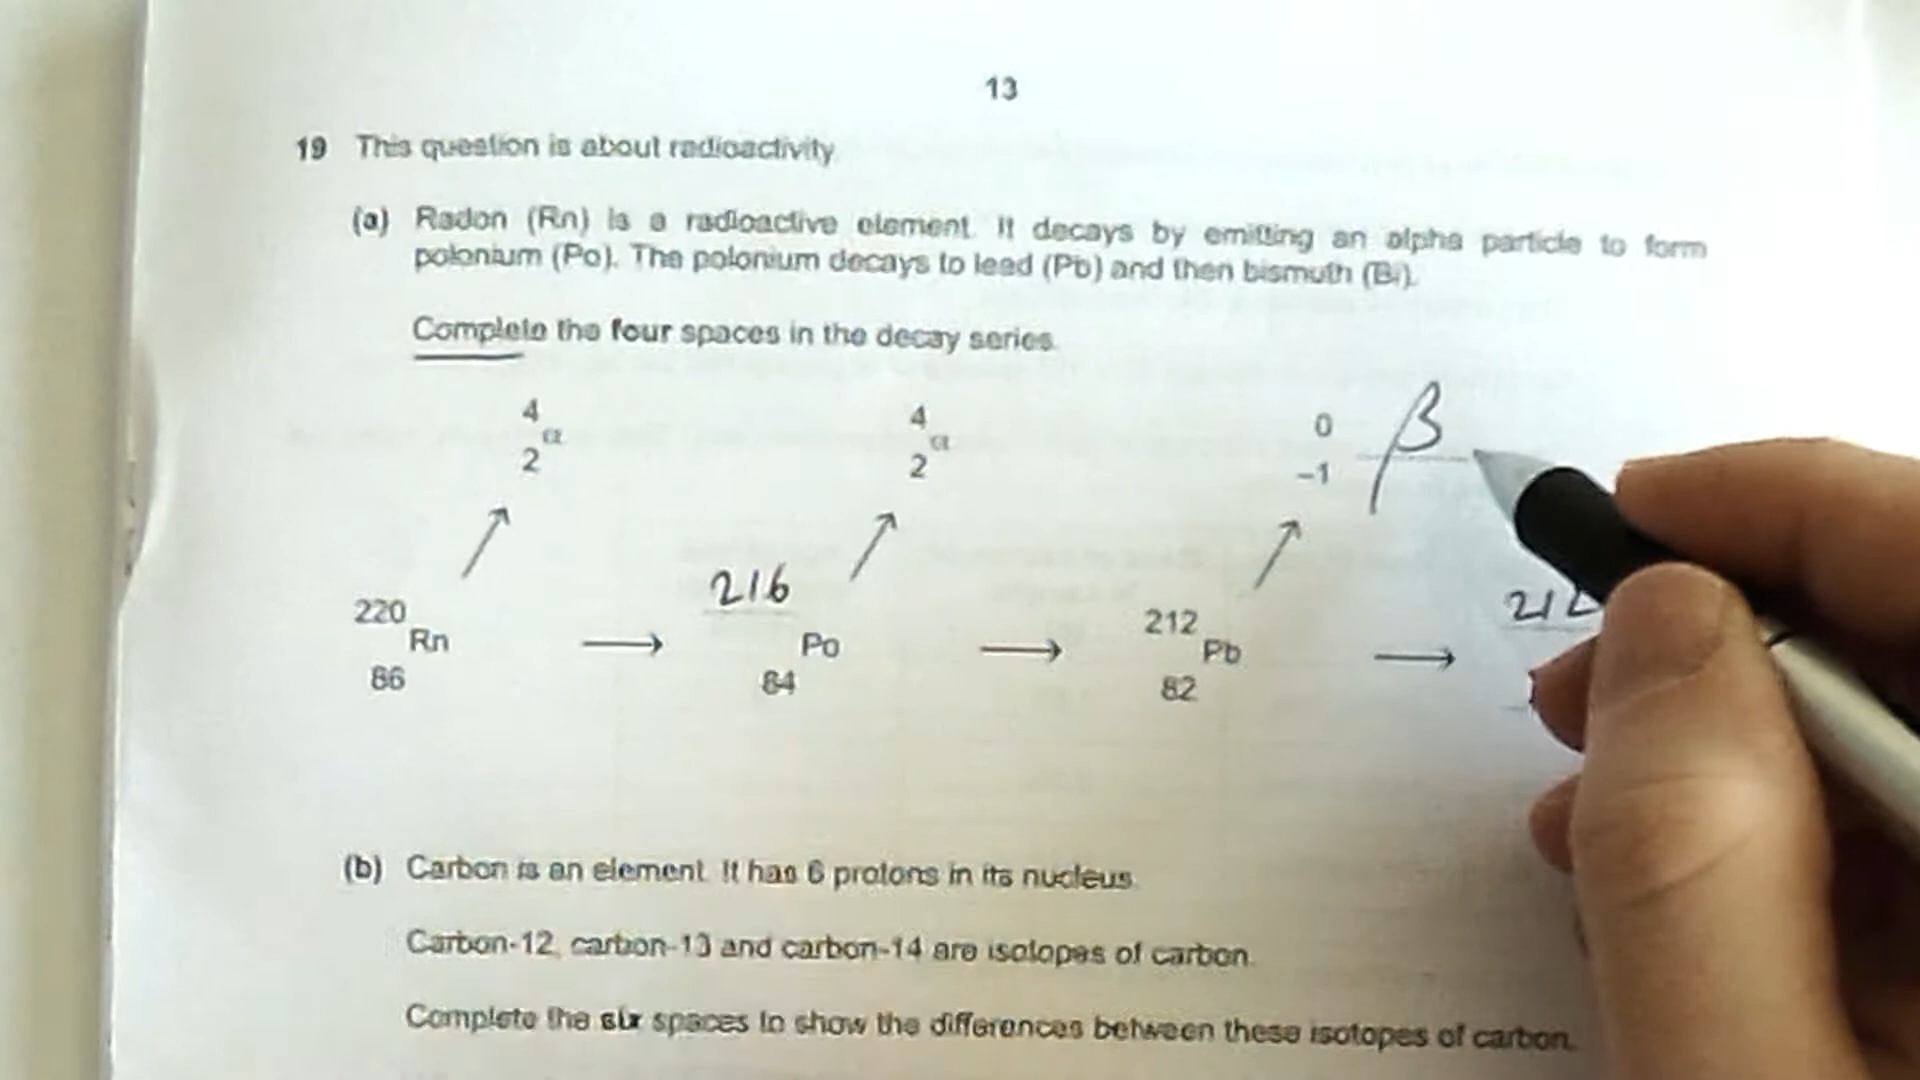 13
19 This question is about radioactivity
(a) Radon (Rn) is a radioactive element. It decays by emitting an alpha particle to form
polonium (Po). The polonium decays to lead (Pb) and then bismuth (Bi).
Complete the four spaces in the decay series.
4
2 α
4
2 α
0
-1 β
220
86 Rn
216
84 Po
212
82 Pb
(b) Carbon is an element. It has 6 protons in its nucleus.
Carbon-12, carbon-13 and carbon-14 are isotopes of carbon.
Complete the six spaces to show the differences between these isotopes of carbon.